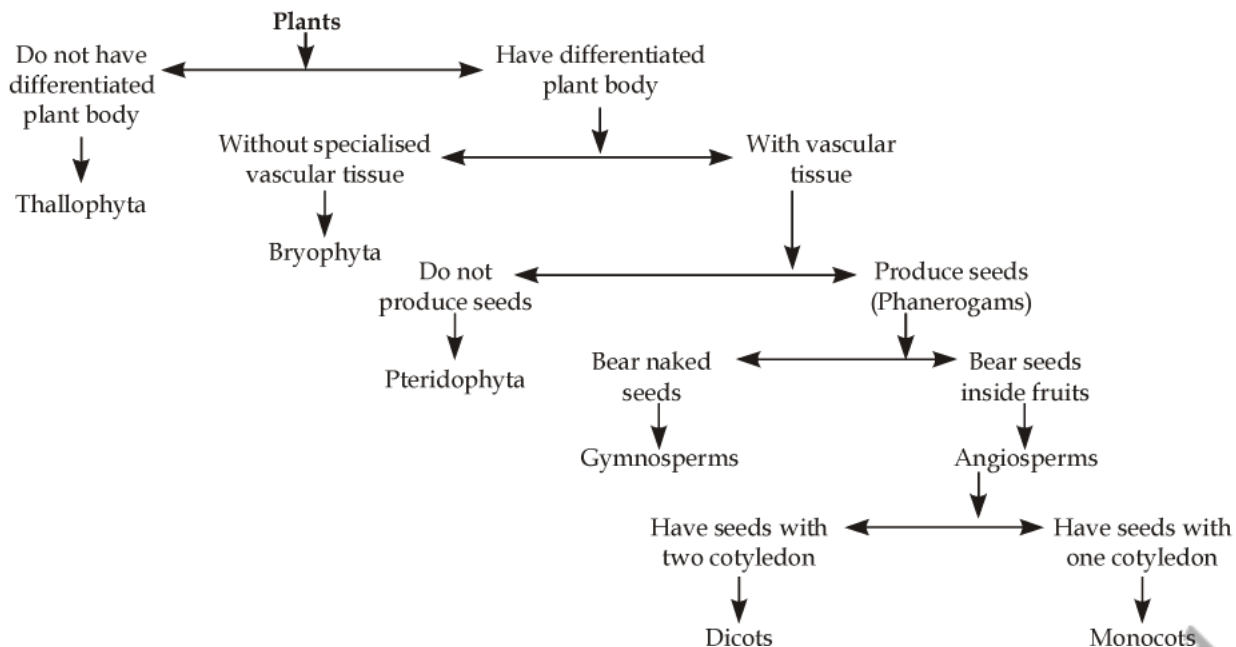 Plants
Do not have
differentiated
plant body
Have differentiated
plant body
Thallophyta
Without specialised
vascular tissue
With vascular
tissue
Bryophyta
Do not
produce seeds
Produce seeds
(Phanerogams)
Pteridophyta
Bear naked
seeds
Bear seeds
inside fruits
Gymnosperms
Angiosperms
Have seeds with
two cotyledon
Have seeds with
one cotyledon
Dicots
Monocots